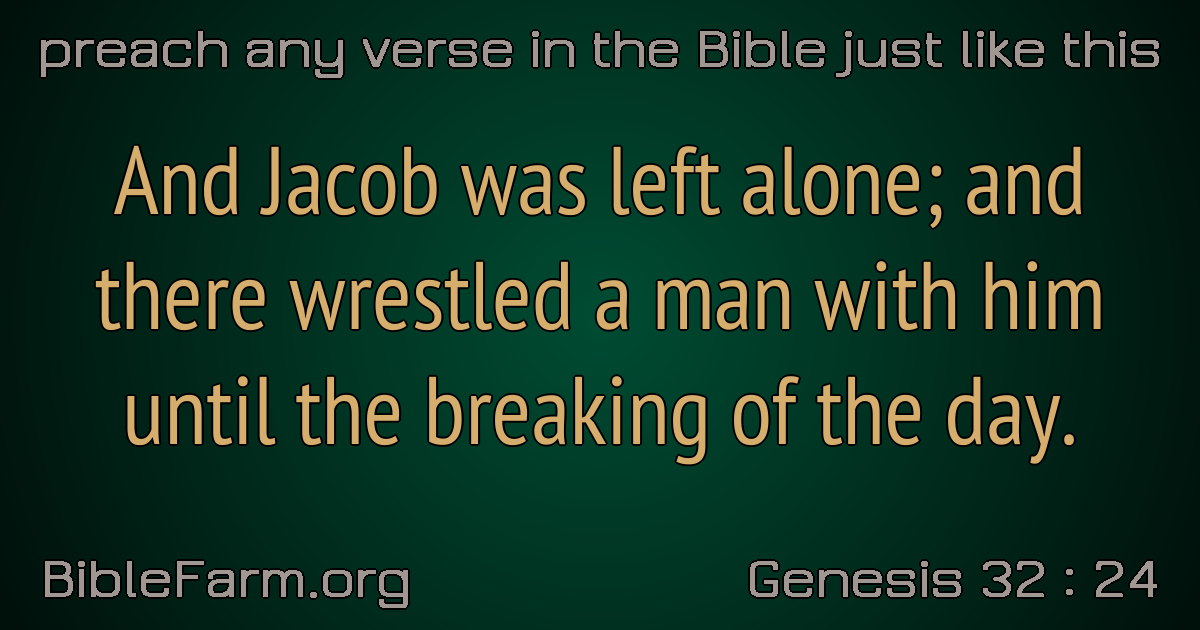 preach any verse in the Bible just like this
And Jacob was left alone; and
there wrestled a man with him
until the breaking of the day.
BibleFarm.org
Genesis 32 : 24